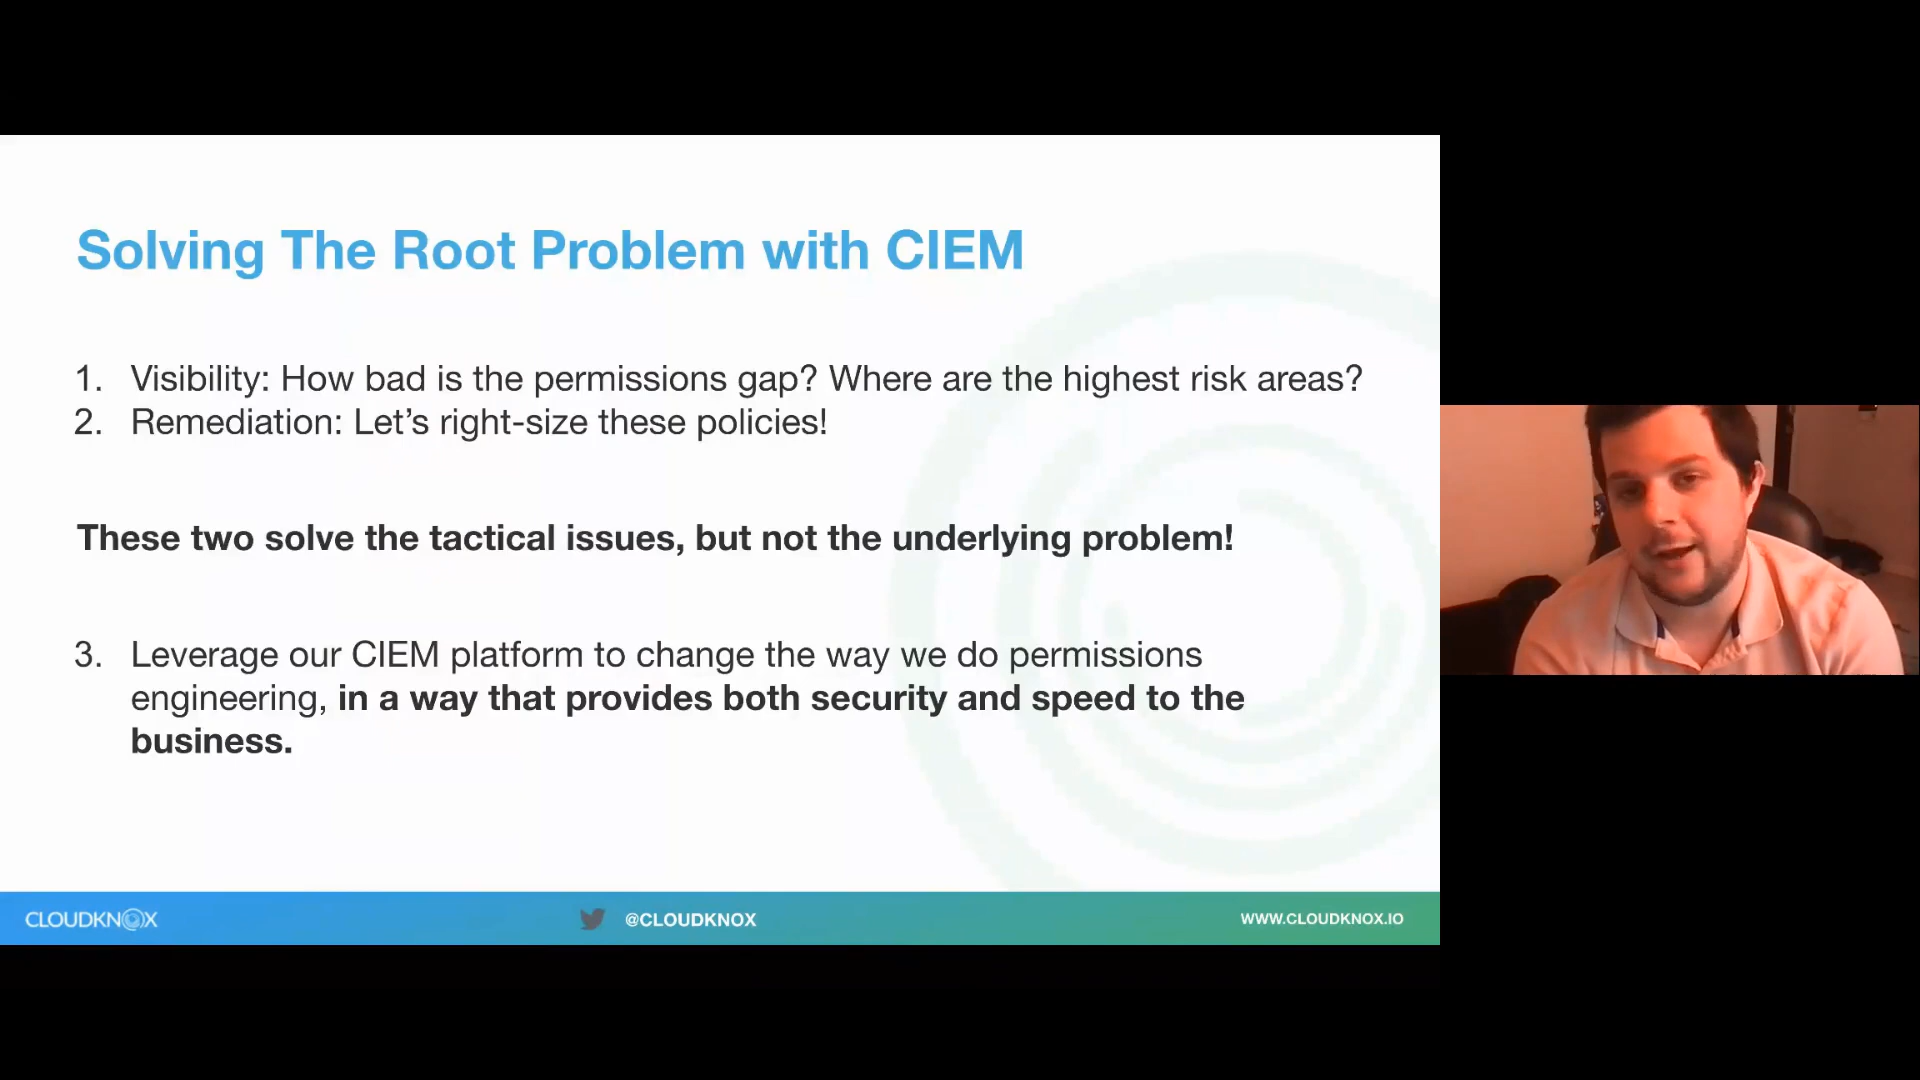 Solving The Root Problem with CIEM
1. Visibility: How bad is the permissions gap? Where are the highest risk areas?
2. Remediation: Let’s right-size these policies!
These two solve the tactical issues, but not the underlying problem!
3. Leverage our CIEM platform to change the way we do permissions
engineering, in a way that provides both security and speed to the
business.
CLOUDKNOX
@CLOUDKNOX
WWW.CLOUDKNOX.IO